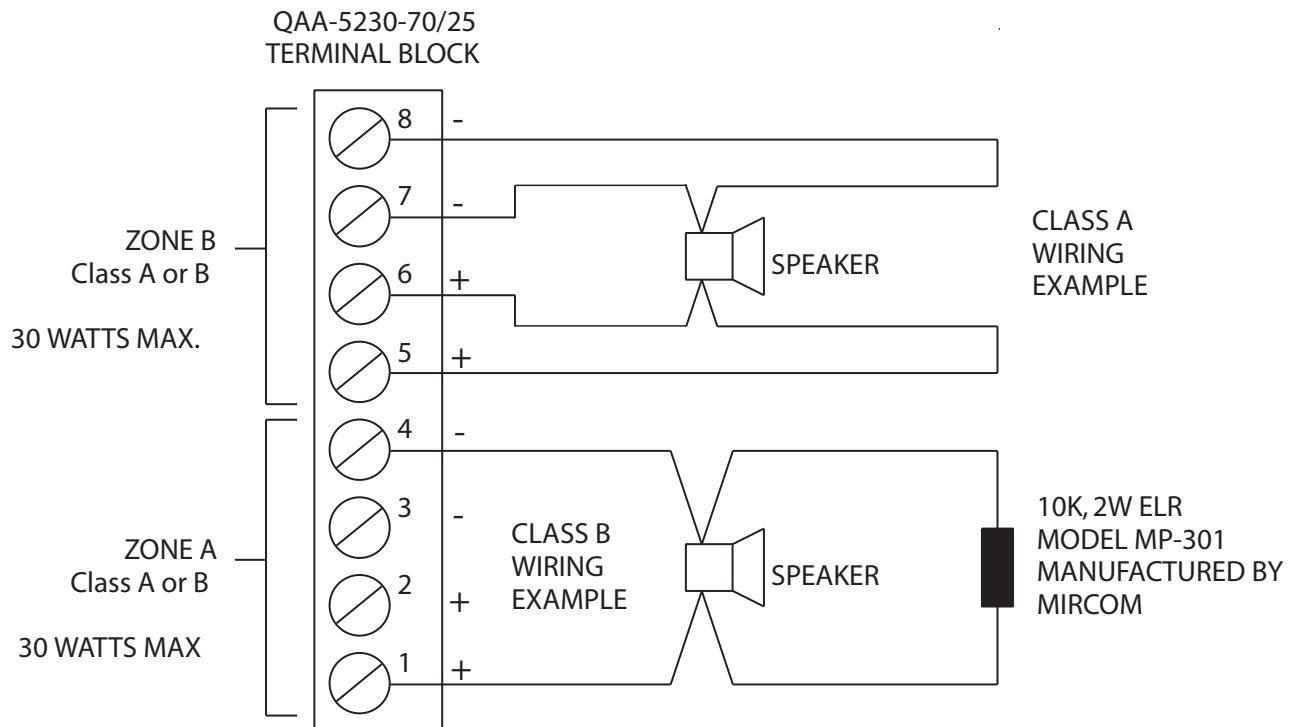 QAA-5230-70/25
TERMINAL BLOCK
8 -
7 -
6 +
5 +
4 -
3 -
2 +
1 +
ZONE B
Class A or B
30 WATTS MAX.
SPEAKER
CLASS A
WIRING
EXAMPLE
ZONE A
Class A or B
30 WATTS MAX
CLASS B
WIRING
EXAMPLE
SPEAKER
10K, 2W ELR
MODEL MP-301
MANUFACTURED BY
MIRCOM